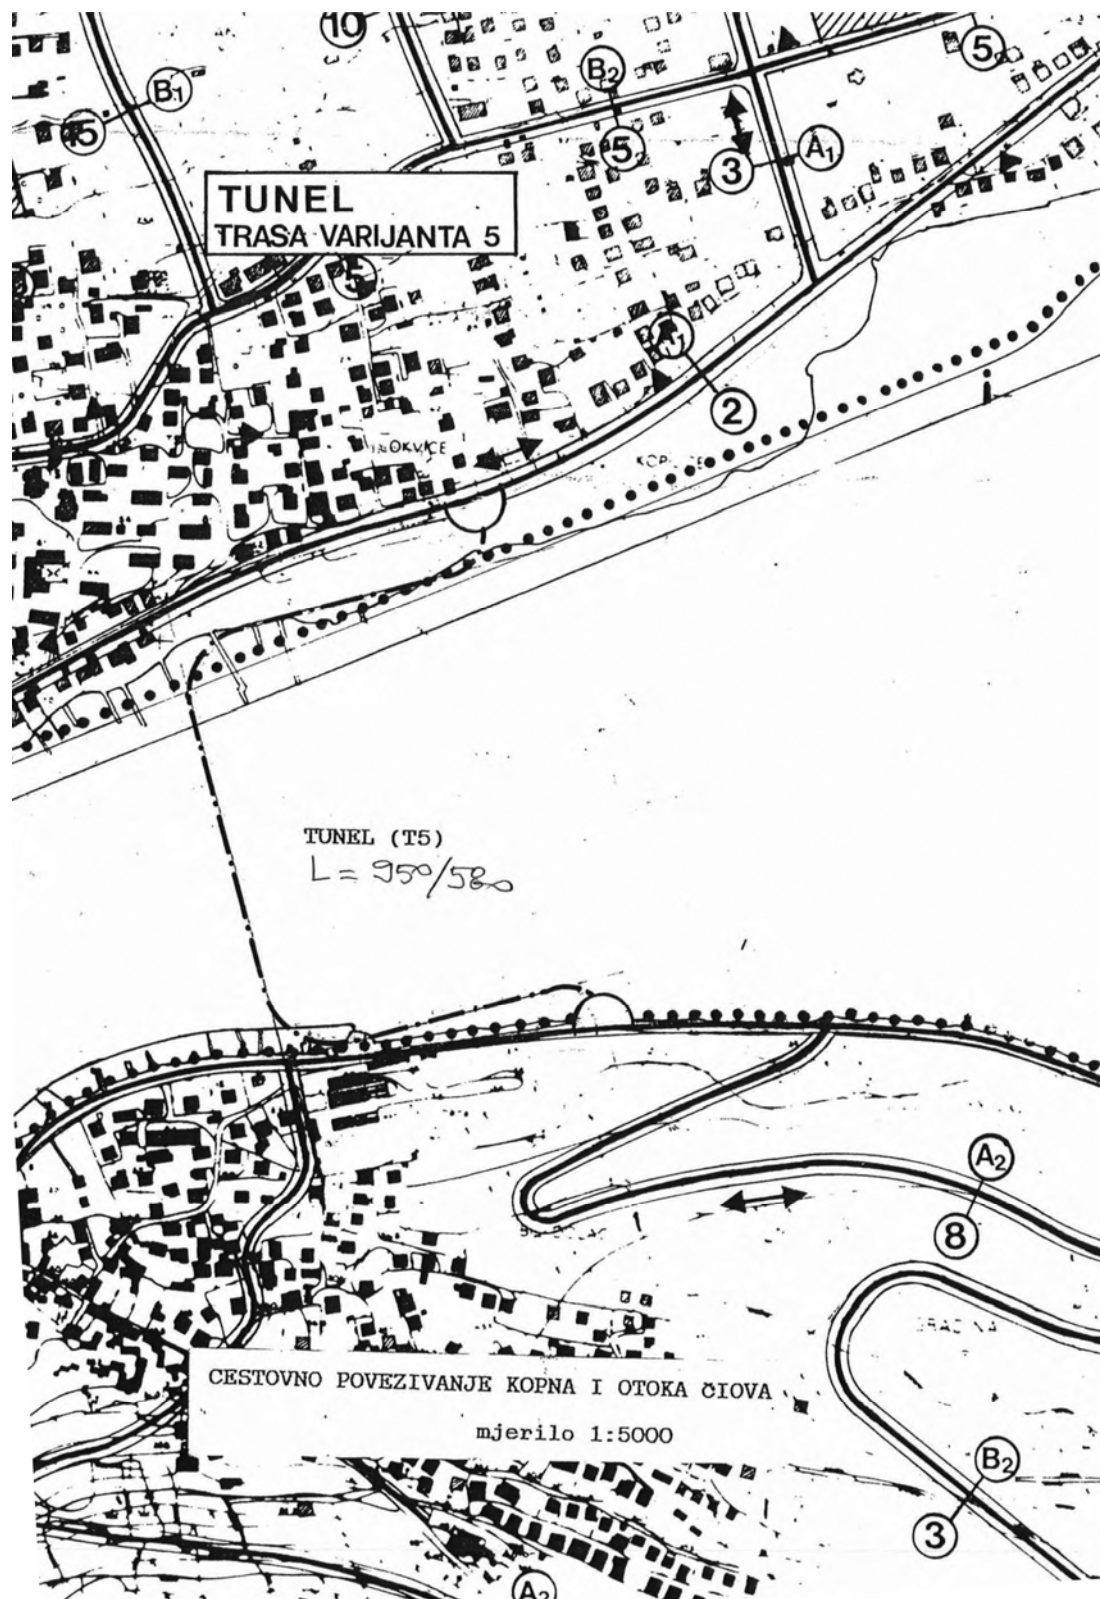 10
5
B1
15
B2
5
3
A1
TUNEL
TRASA VARIJANTA 5
5
2
TUNEL (T5)
L = 950/580
A2
8
CESTOVNO POVEZIVANJE KOPNA I OTOKA ČIOVA
mjerilo 1:5000
B2
3
A2